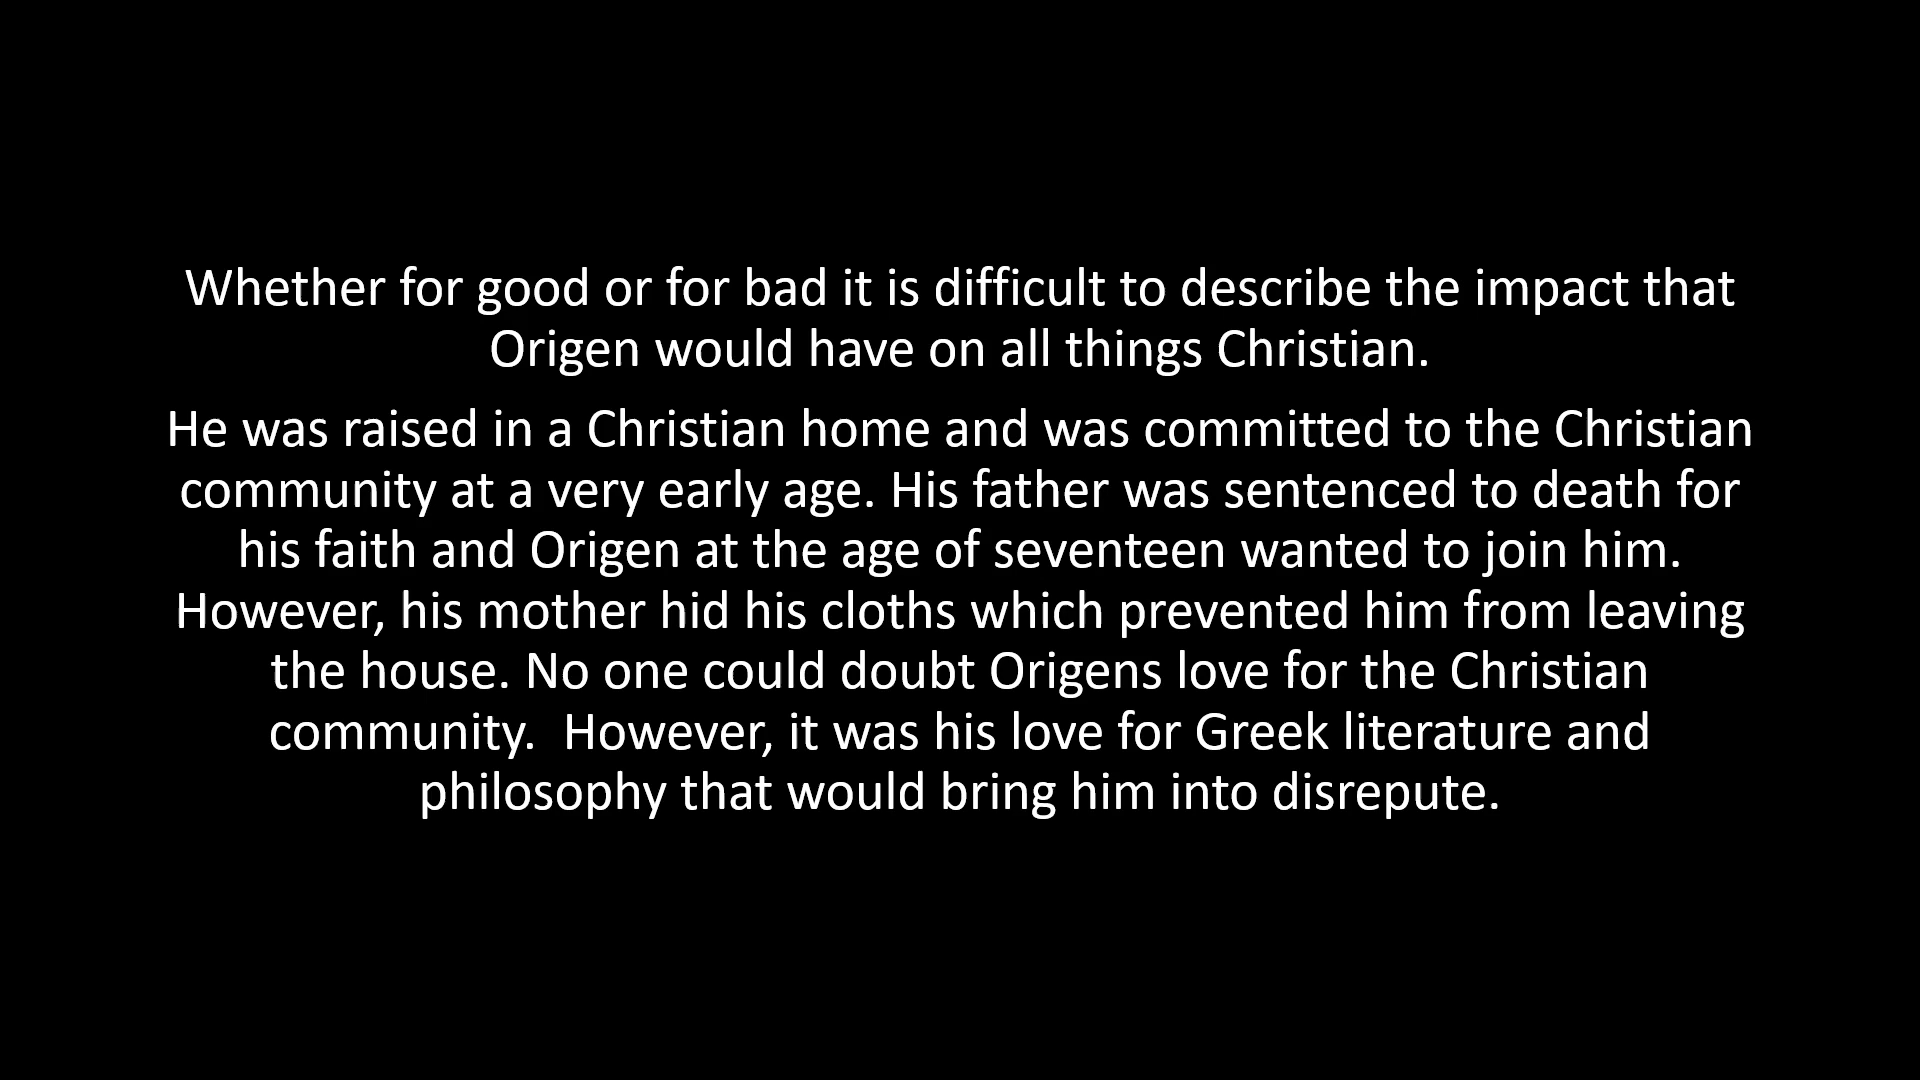 Whether for good or for bad it is difficult to describe the impact that
Origen would have on all things Christian.
He was raised in a Christian home and was committed to the Christian
community at a very early age. His father was sentenced to death for
his faith and Origen at the age of seventeen wanted to join him.
However, his mother hid his cloths which prevented him from leaving
the house. No one could doubt Origens love for the Christian
community.  However, it was his love for Greek literature and
philosophy that would bring him into disrepute.